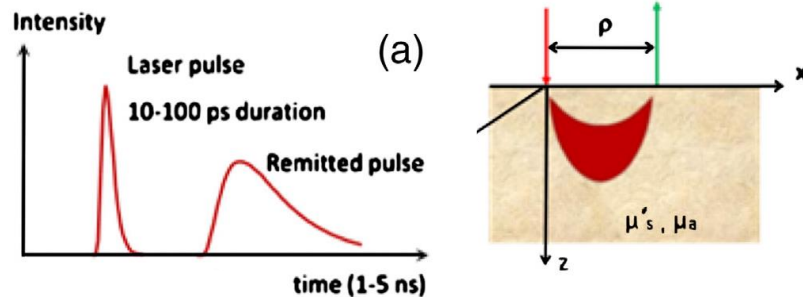 Intensity
(a)
Laser pulse
10-100 ps duration
Remitted pulse
time (1-5 ns)
ρ
x
μ's , μa
z